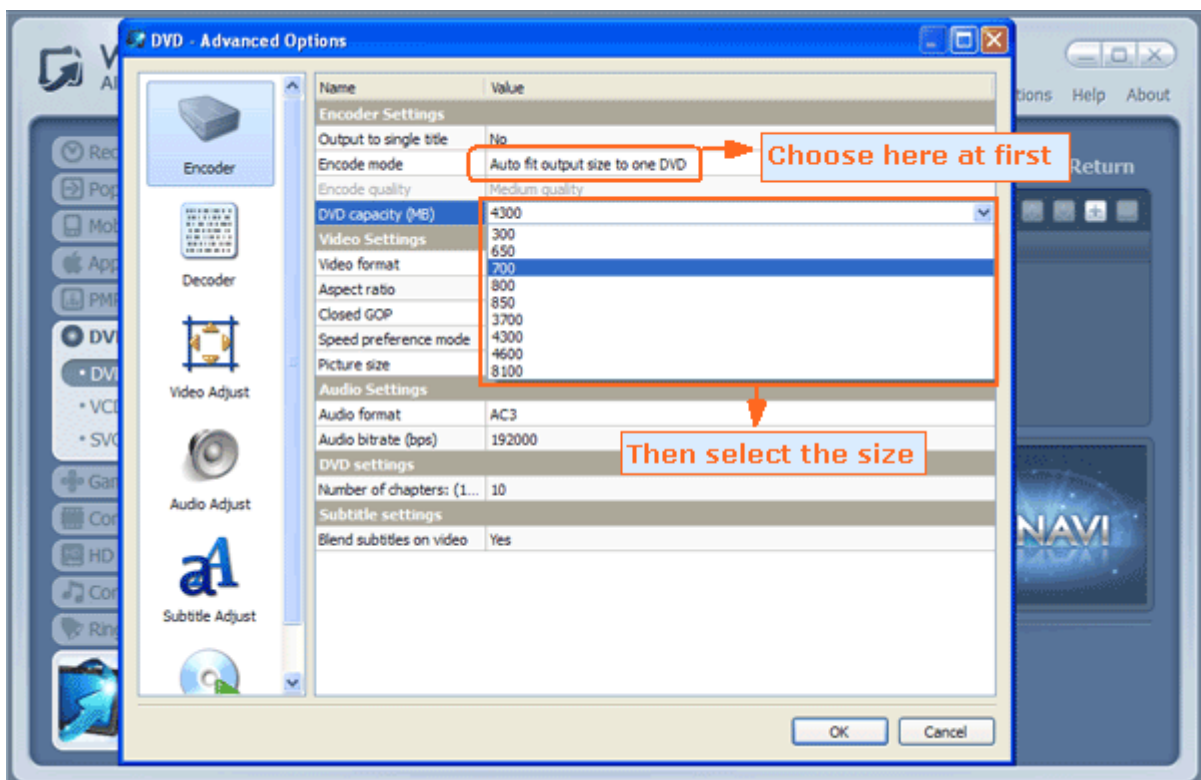 DVD - Advanced Options
Help About
Return
NAVI
Encoder
Decoder
Video Adjust
Audio Adjust
Subtitle Adjust
Name Value
Encoder Settings
Output to single title No
Encode mode Auto fit output size to one DVD
Choose here at first
Encode quality Medium quality
DVD capacity (MB) 4300
300
650
700
800
850
3700
4300
4600
8100
Video Settings
Video format
Aspect ratio
Closed GOP
Speed preference mode
Picture size
Then select the size
Audio Settings
Audio format AC3
Audio bitrate (bps) 192000
DVD settings
Number of chapters: (1... 10
Subtitle settings
Blend subtitles on video Yes
OK Cancel